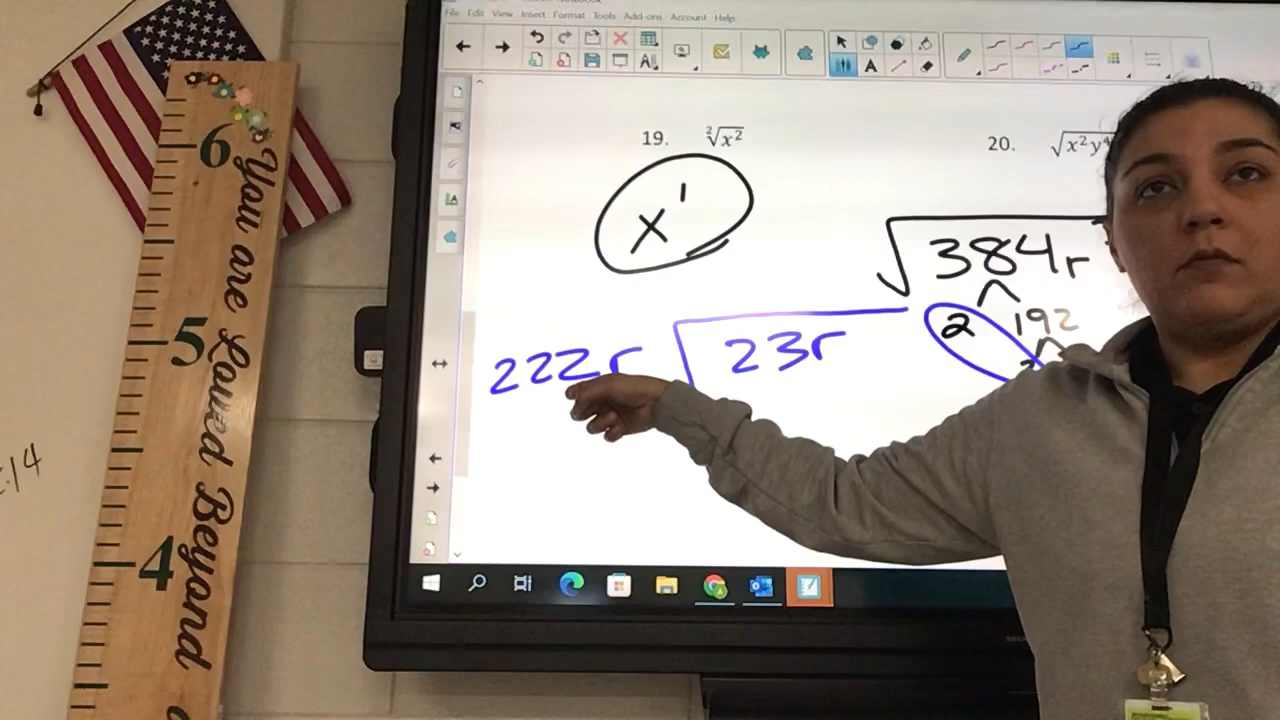 File Edit View Insert Format Tools Add-ons Account Help
19. ²√x²
20. √x²y⁴
x¹
√384r
2 192
222r √23r
6
5
4
You are Loved Beyond
:14